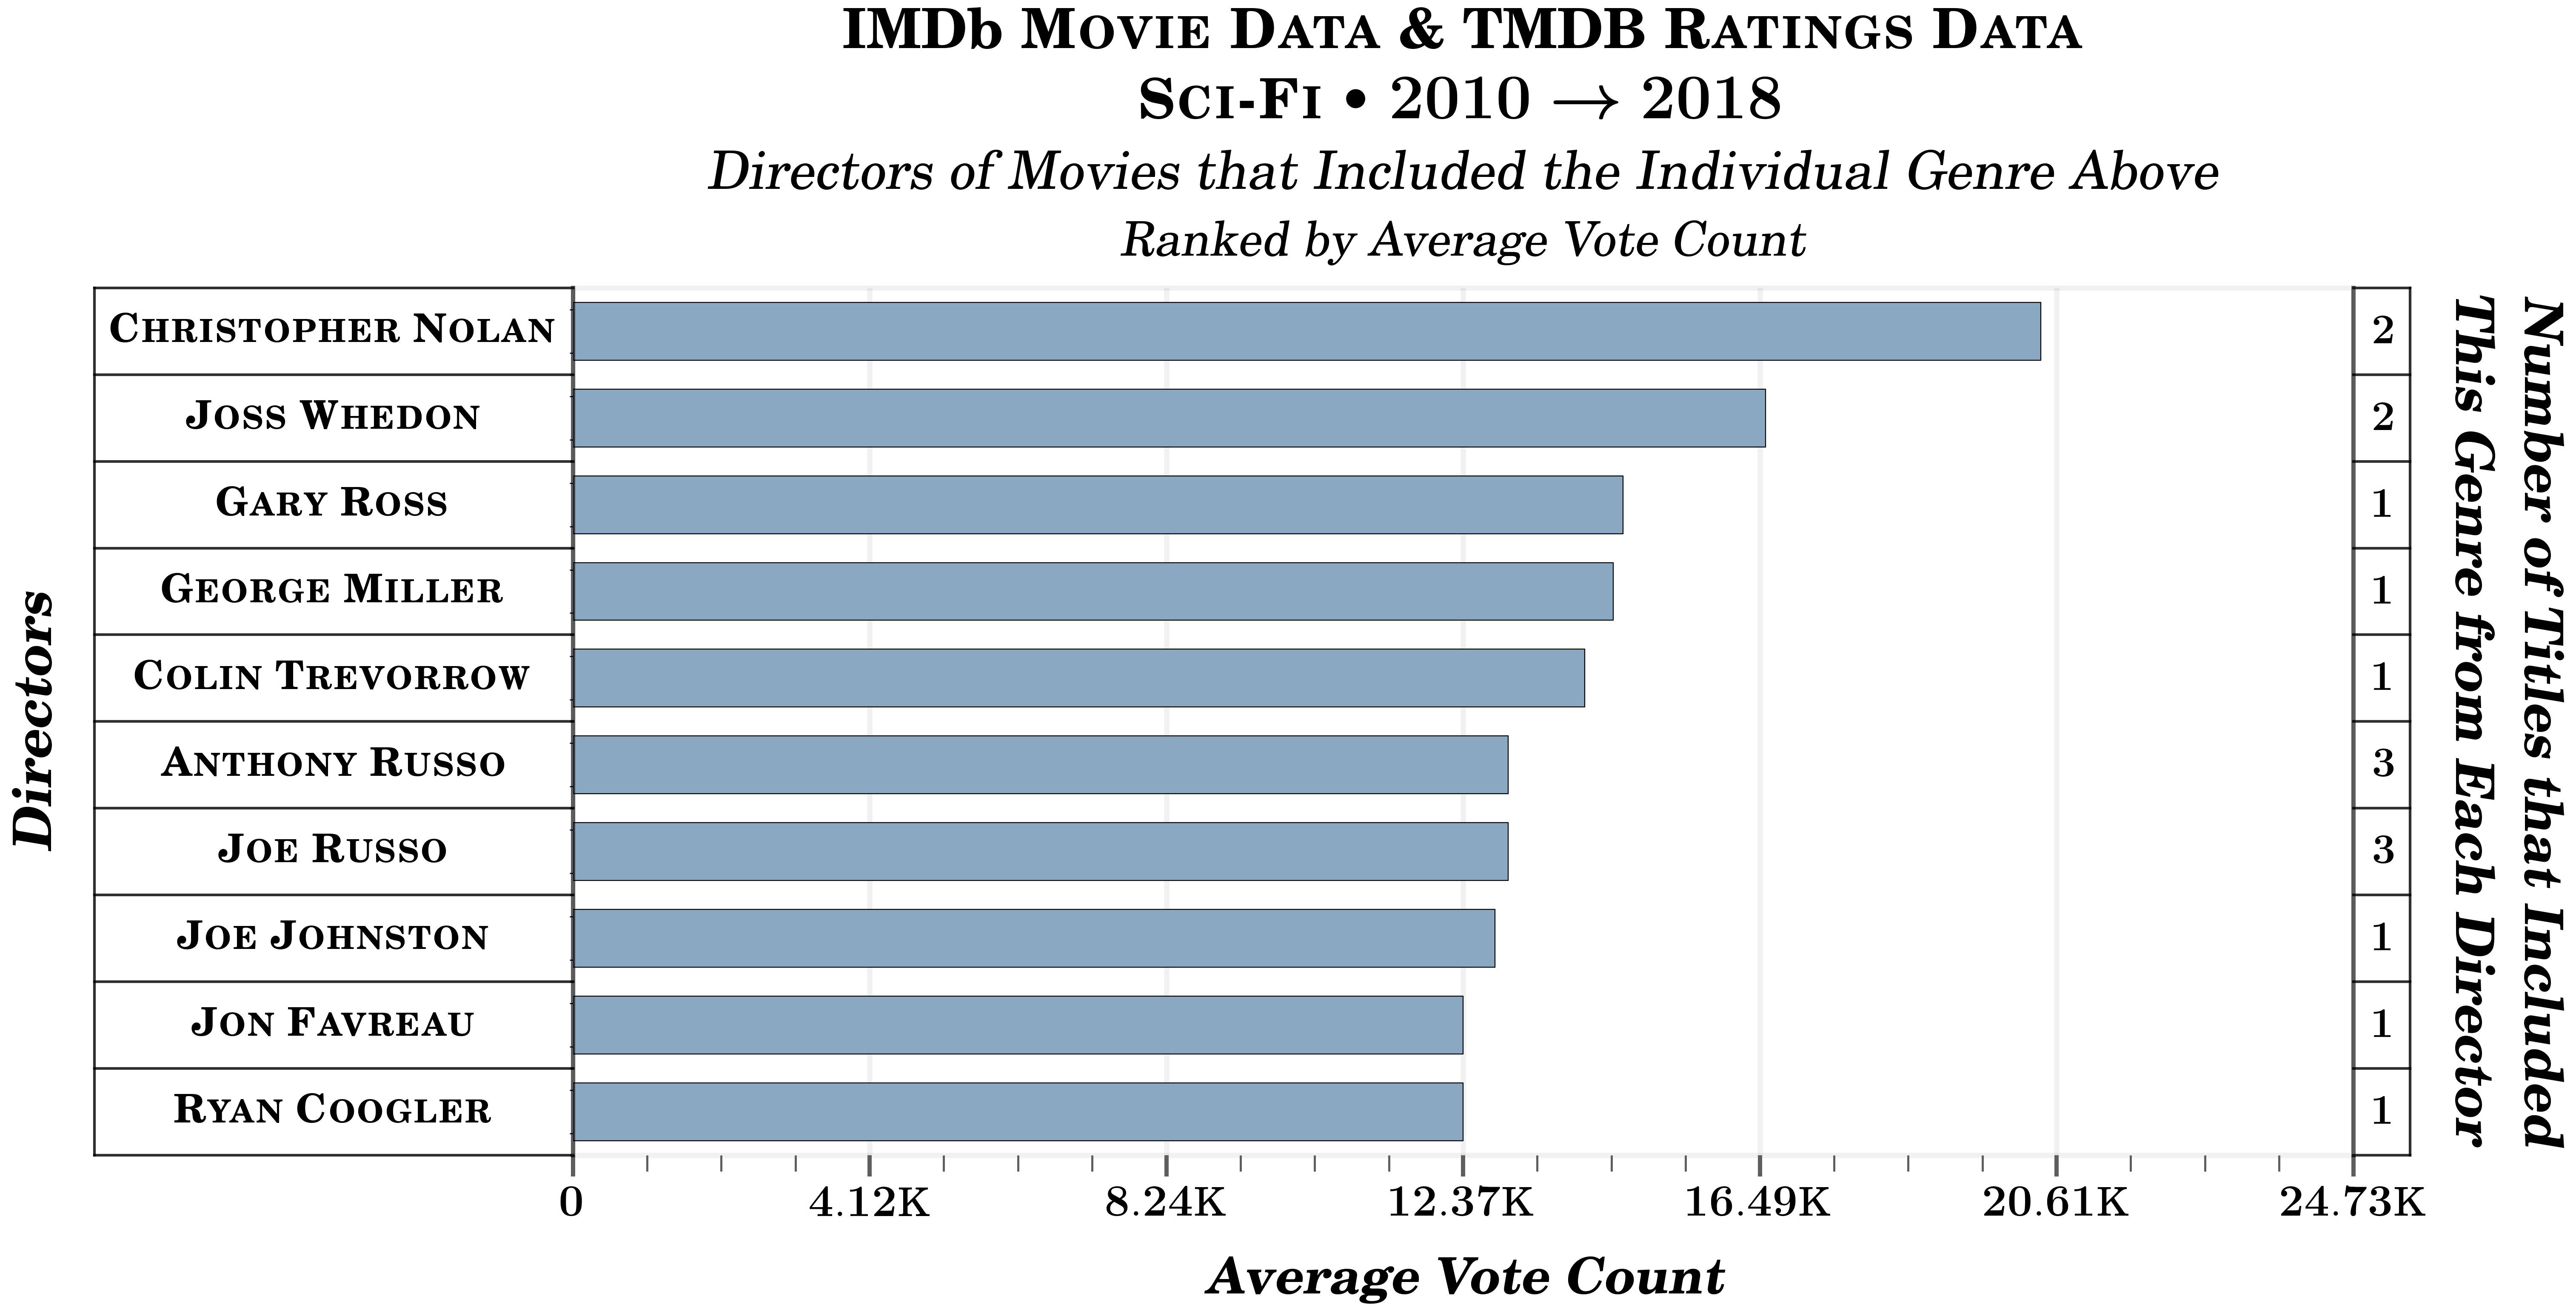 IMDb Movie Data & TMDB Ratings Data
Sci-Fi • 2010 → 2018
Directors of Movies that Included the Individual Genre Above
Ranked by Average Vote Count
Directors
Christopher Nolan 2
Joss Whedon 2
Gary Ross 1
George Miller 1
Colin Trevorrow 1
Anthony Russo 3
Joe Russo 3
Joe Johnston 1
Jon Favreau 1
Ryan Coogler 1
Number of Titles that Included
This Genre from Each Director
0 4.12K 8.24K 12.37K 16.49K 20.61K 24.73K
Average Vote Count